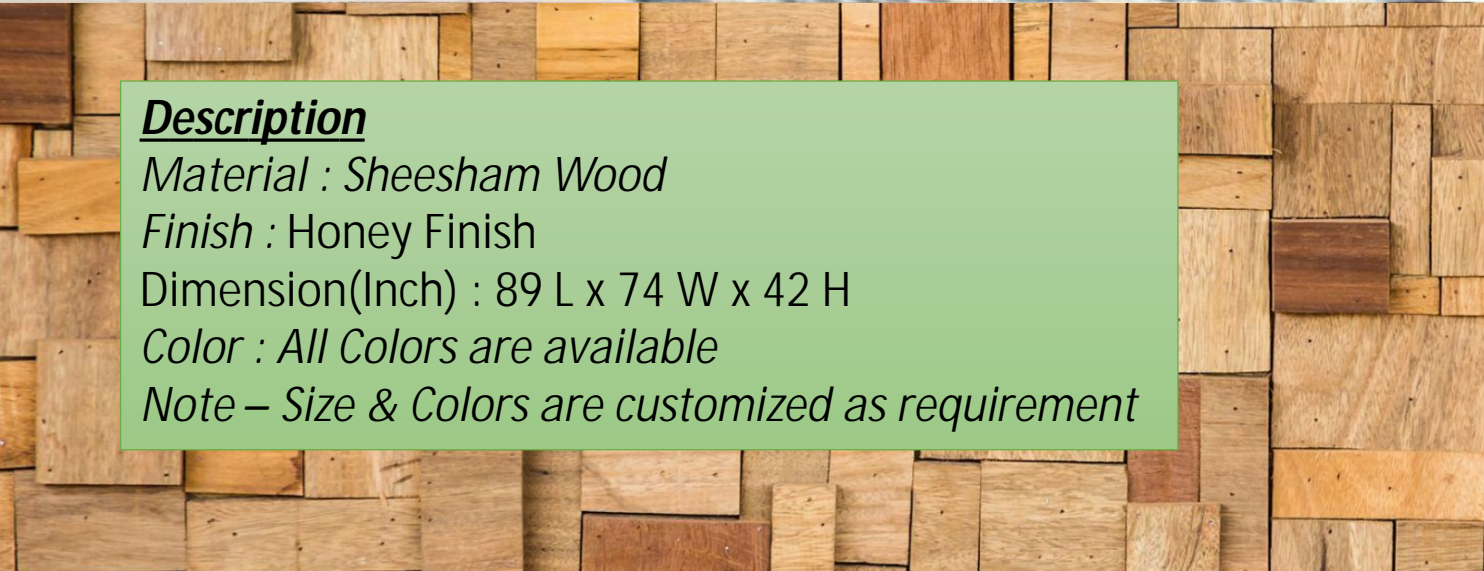 Description
Material : Sheesham Wood
Finish : Honey Finish
Dimension(Inch) : 89 L x 74 W x 42 H
Color : All Colors are available
Note – Size & Colors are customized as requirement